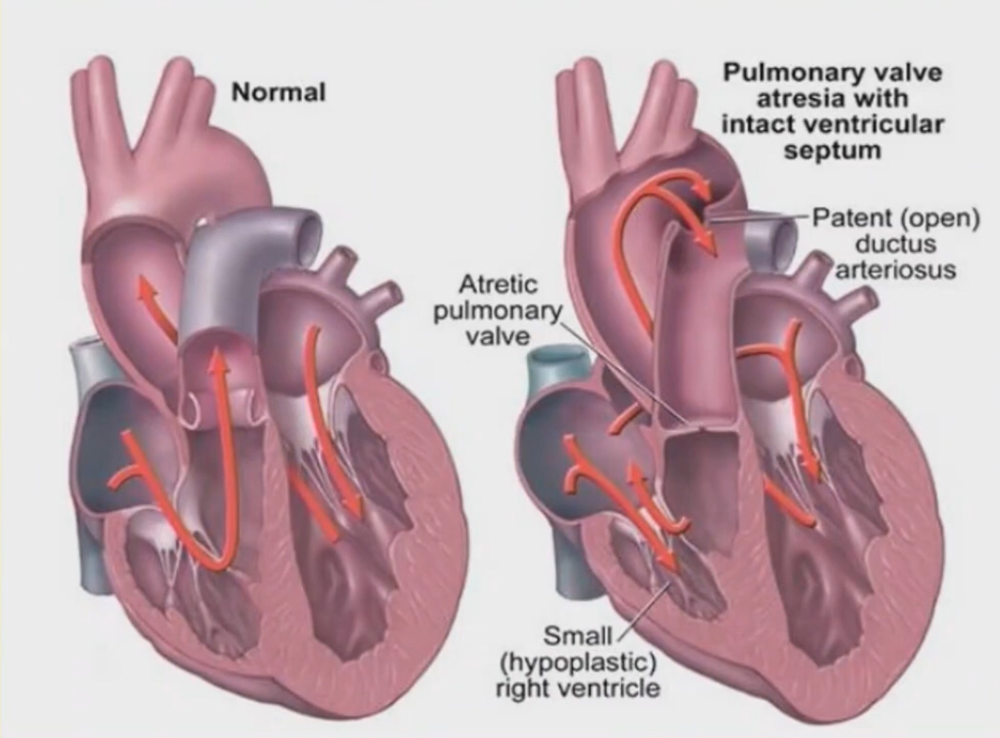 Normal
Pulmonary valve
atresia with
intact ventricular
septum
Patent (open)
ductus
arteriosus
Atretic
pulmonary
valve
Small
(hypoplastic)
right ventricle